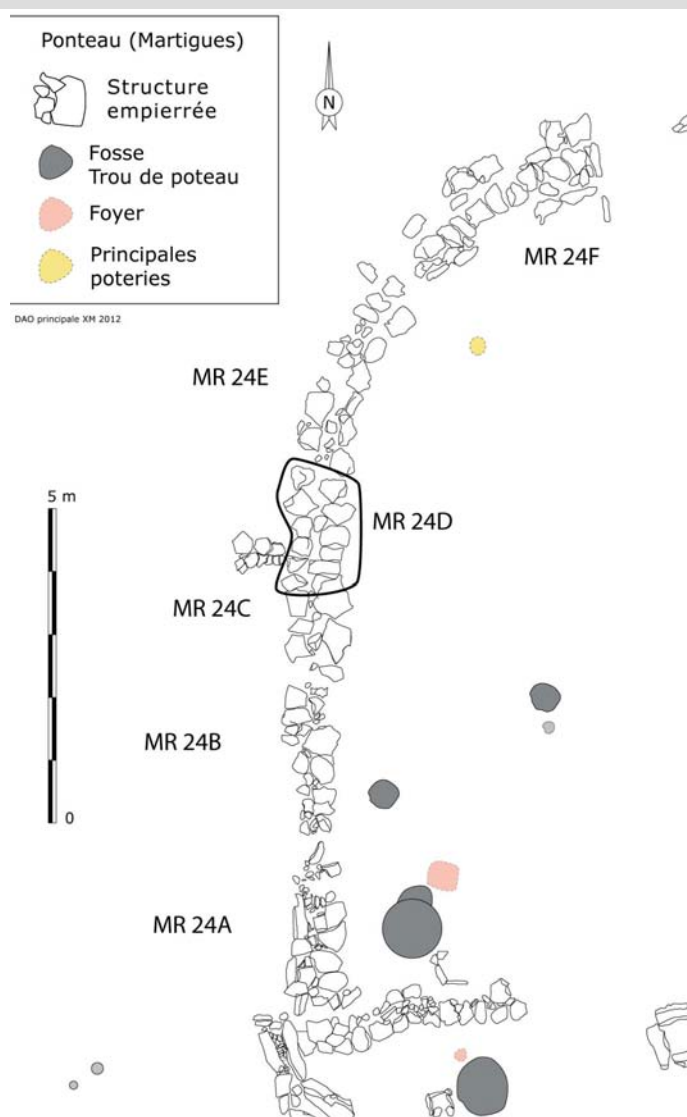 Ponteau (Martigues)
Structure
empierrée
Fosse
Trou de poteau
Foyer
Principales
poteries
DAO principale XM 2012
N
MR 24F
MR 24E
5 m
MR 24D
MR 24C
MR 24B
0
MR 24A